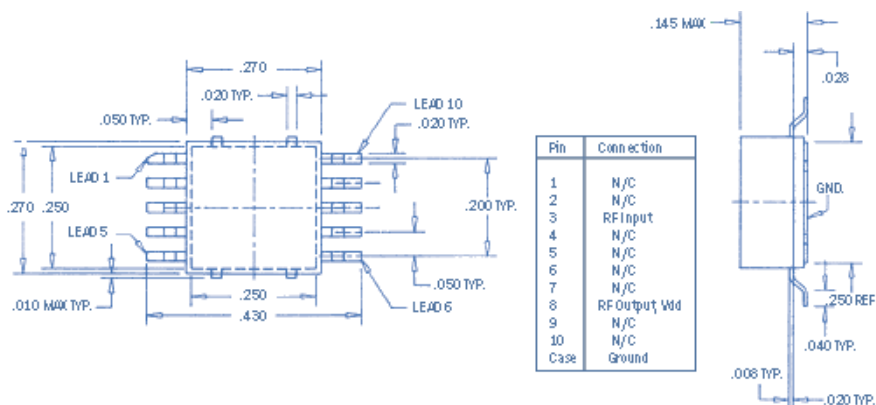 .145 MAX
.270
.028
.020 TYP.
LEAD 10
.050 TYP.
.020 TYP.
LEAD 1
.270
.250
.200 TYP.
GND.
LEAD 5
.050 TYP.
.010 MAX TYP.
.250
LEAD 6
.430
Pin Connection
1 N/C
2 N/C
3 RF Input
4 N/C
5 N/C
6 N/C
7 N/C
8 RF Output, Vdd
9 N/C
10 N/C
Case Ground
.250 REF
.040 TYP.
.008 TYP.
.020 TYP.